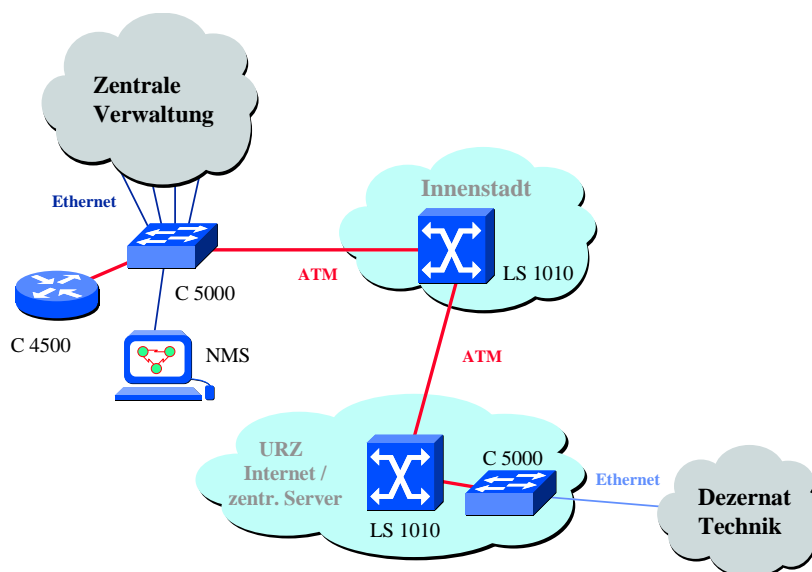 Zentrale
Verwaltung
Ethernet
Innenstadt
ATM
LS 1010
C 5000
C 4500
NMS
ATM
URZ
Internet /
zentr. Server
C 5000
LS 1010
Ethernet
Dezernat
Technik